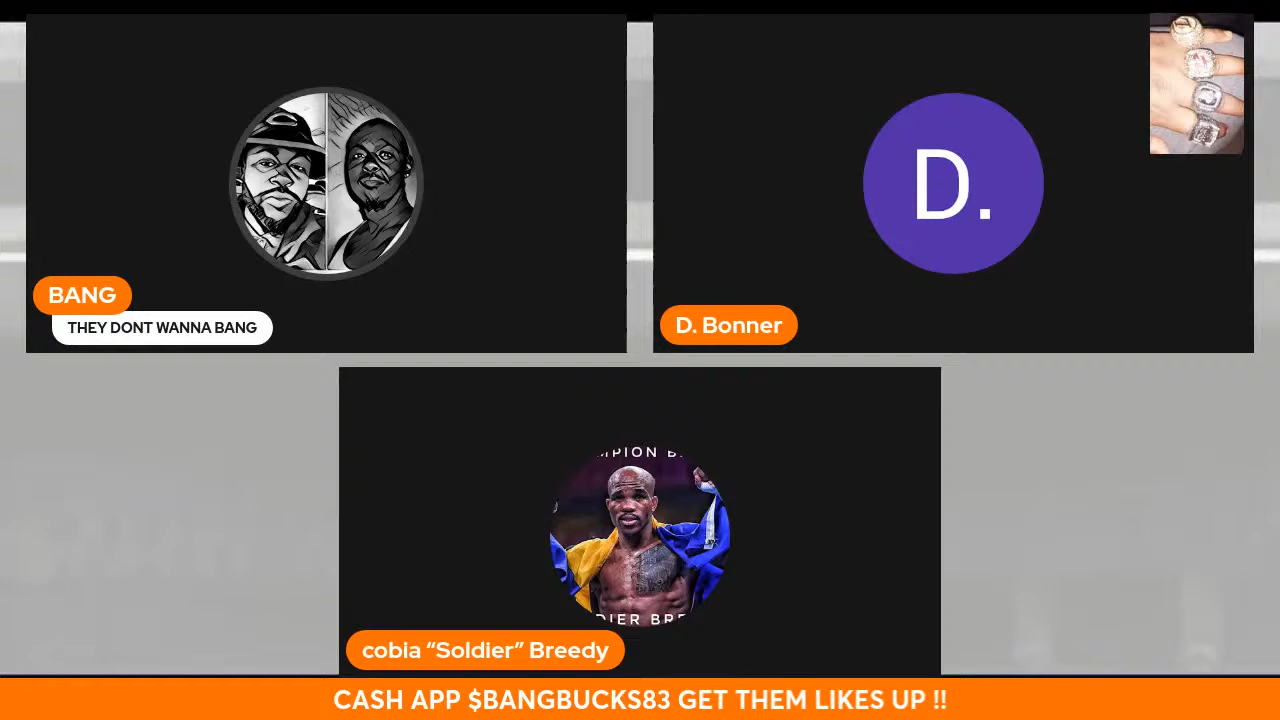 BANG
THEY DONT WANNA BANG
D.
D. Bonner
cobia “Soldier” Breedy
CASH APP $BANGBUCKS83 GET THEM LIKES UP !!